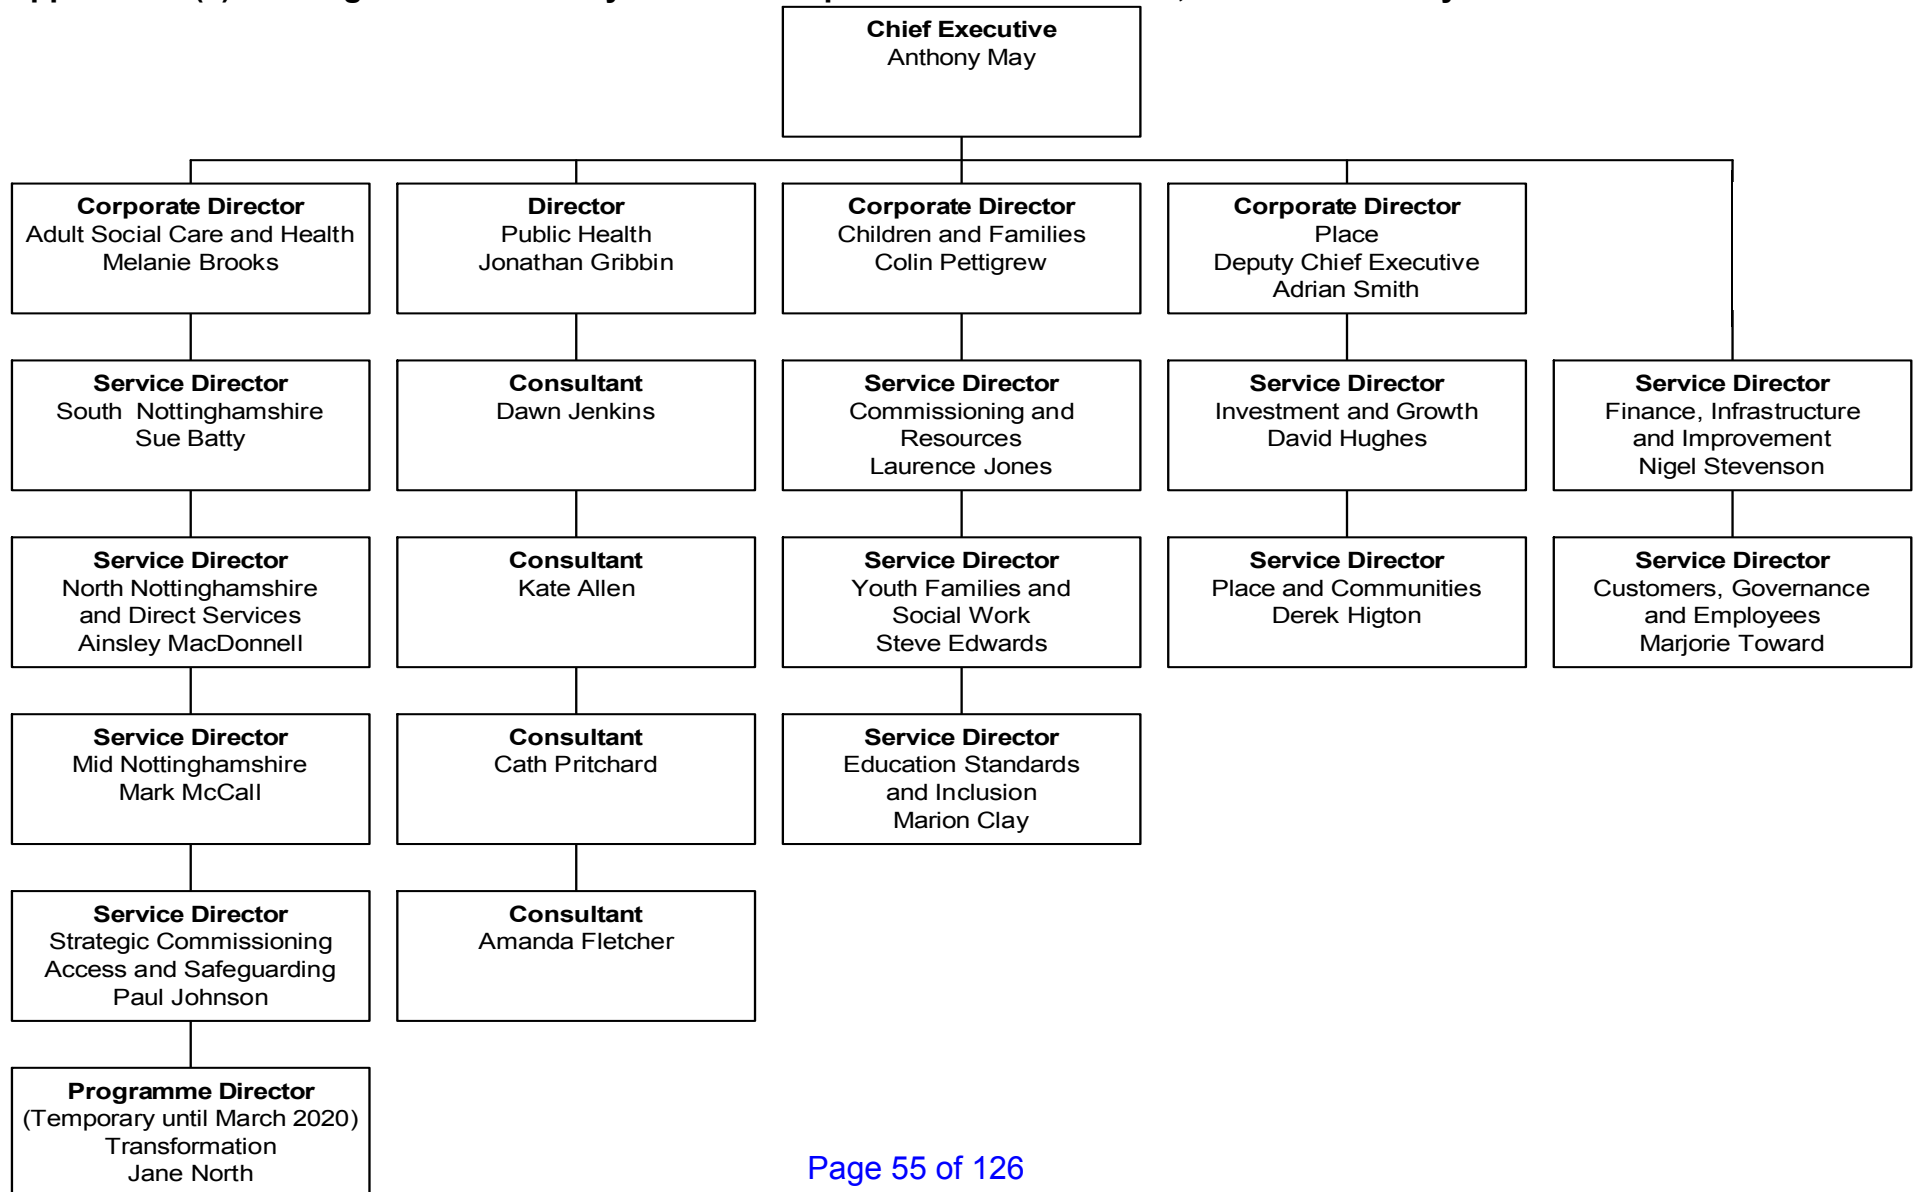 Chief Executive
Anthony May
Corporate Director
Adult Social Care and Health
Melanie Brooks
Director
Public Health
Jonathan Gribbin
Corporate Director
Children and Families
Colin Pettigrew
Corporate Director
Place
Deputy Chief Executive
Adrian Smith
Service Director
South Nottinghamshire
Sue Batty
Consultant
Dawn Jenkins
Service Director
Commissioning and
Resources
Laurence Jones
Service Director
Investment and Growth
David Hughes
Service Director
Finance, Infrastructure
and Improvement
Nigel Stevenson
Service Director
North Nottinghamshire
and Direct Services
Ainsley MacDonnell
Consultant
Kate Allen
Service Director
Youth Families and
Social Work
Steve Edwards
Service Director
Place and Communities
Derek Higton
Service Director
Customers, Governance
and Employees
Marjorie Toward
Service Director
Mid Nottinghamshire
Mark McCall
Consultant
Cath Pritchard
Service Director
Education Standards
and Inclusion
Marion Clay
Service Director
Strategic Commissioning
Access and Safeguarding
Paul Johnson
Consultant
Amanda Fletcher
Programme Director
(Temporary until March 2020)
Transformation
Jane North
Page 55 of 126